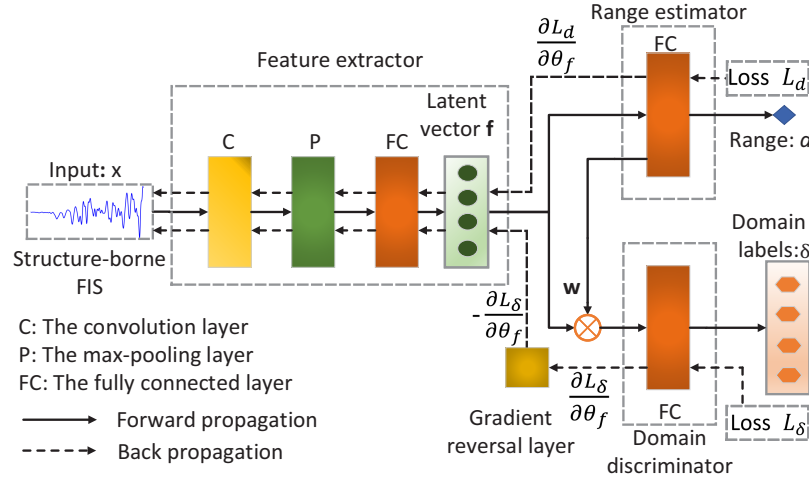 Range estimator
∂L_d
∂θ_f
FC
Loss L_d
Range: d
Feature extractor
Latent
vector f
C
P
FC
Input: x
Structure-borne
FIS
Domain
labels:δ
w
-∂L_δ
∂θ_f
∂L_δ
∂θ_f
FC
Loss L_δ
Gradient
reversal layer
Domain
discriminator
C: The convolution layer
P: The max-pooling layer
FC: The fully connected layer
Forward propagation
Back propagation